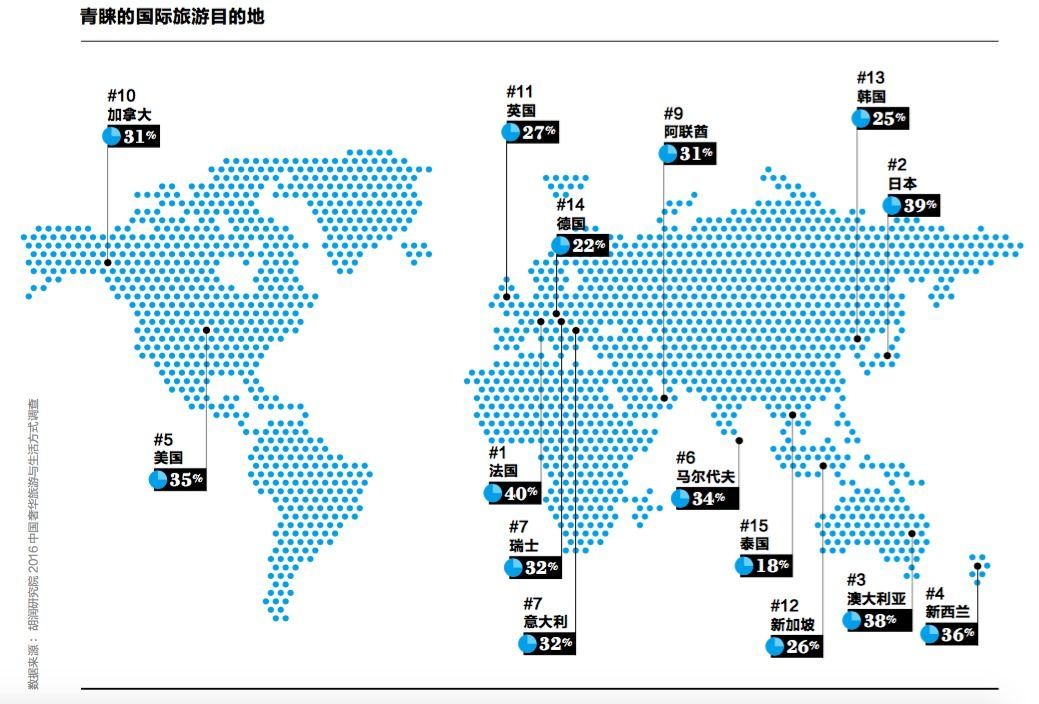 青睐的国际旅游目的地
#10
加拿大
31%
#11
英国
27%
#9
阿联酋
31%
#13
韩国
25%
#2
日本
39%
#14
德国
22%
#5
美国
35%
#1
法国
40%
#6
马尔代夫
34%
#7
瑞士
32%
#15
泰国
18%
#7
意大利
32%
#12
新加坡
26%
#3
澳大利亚
38%
#4
新西兰
36%
数据来源：胡润研究院 2016 中国奢华旅游与生活方式调查